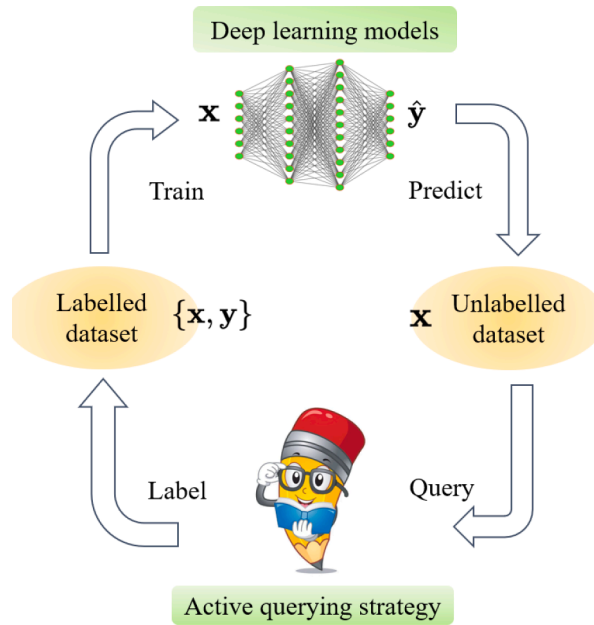 Deep learning models
x
ŷ
Train
Predict
Labelled
dataset
{x, y}
x
Unlabelled
dataset
Label
Query
Active querying strategy